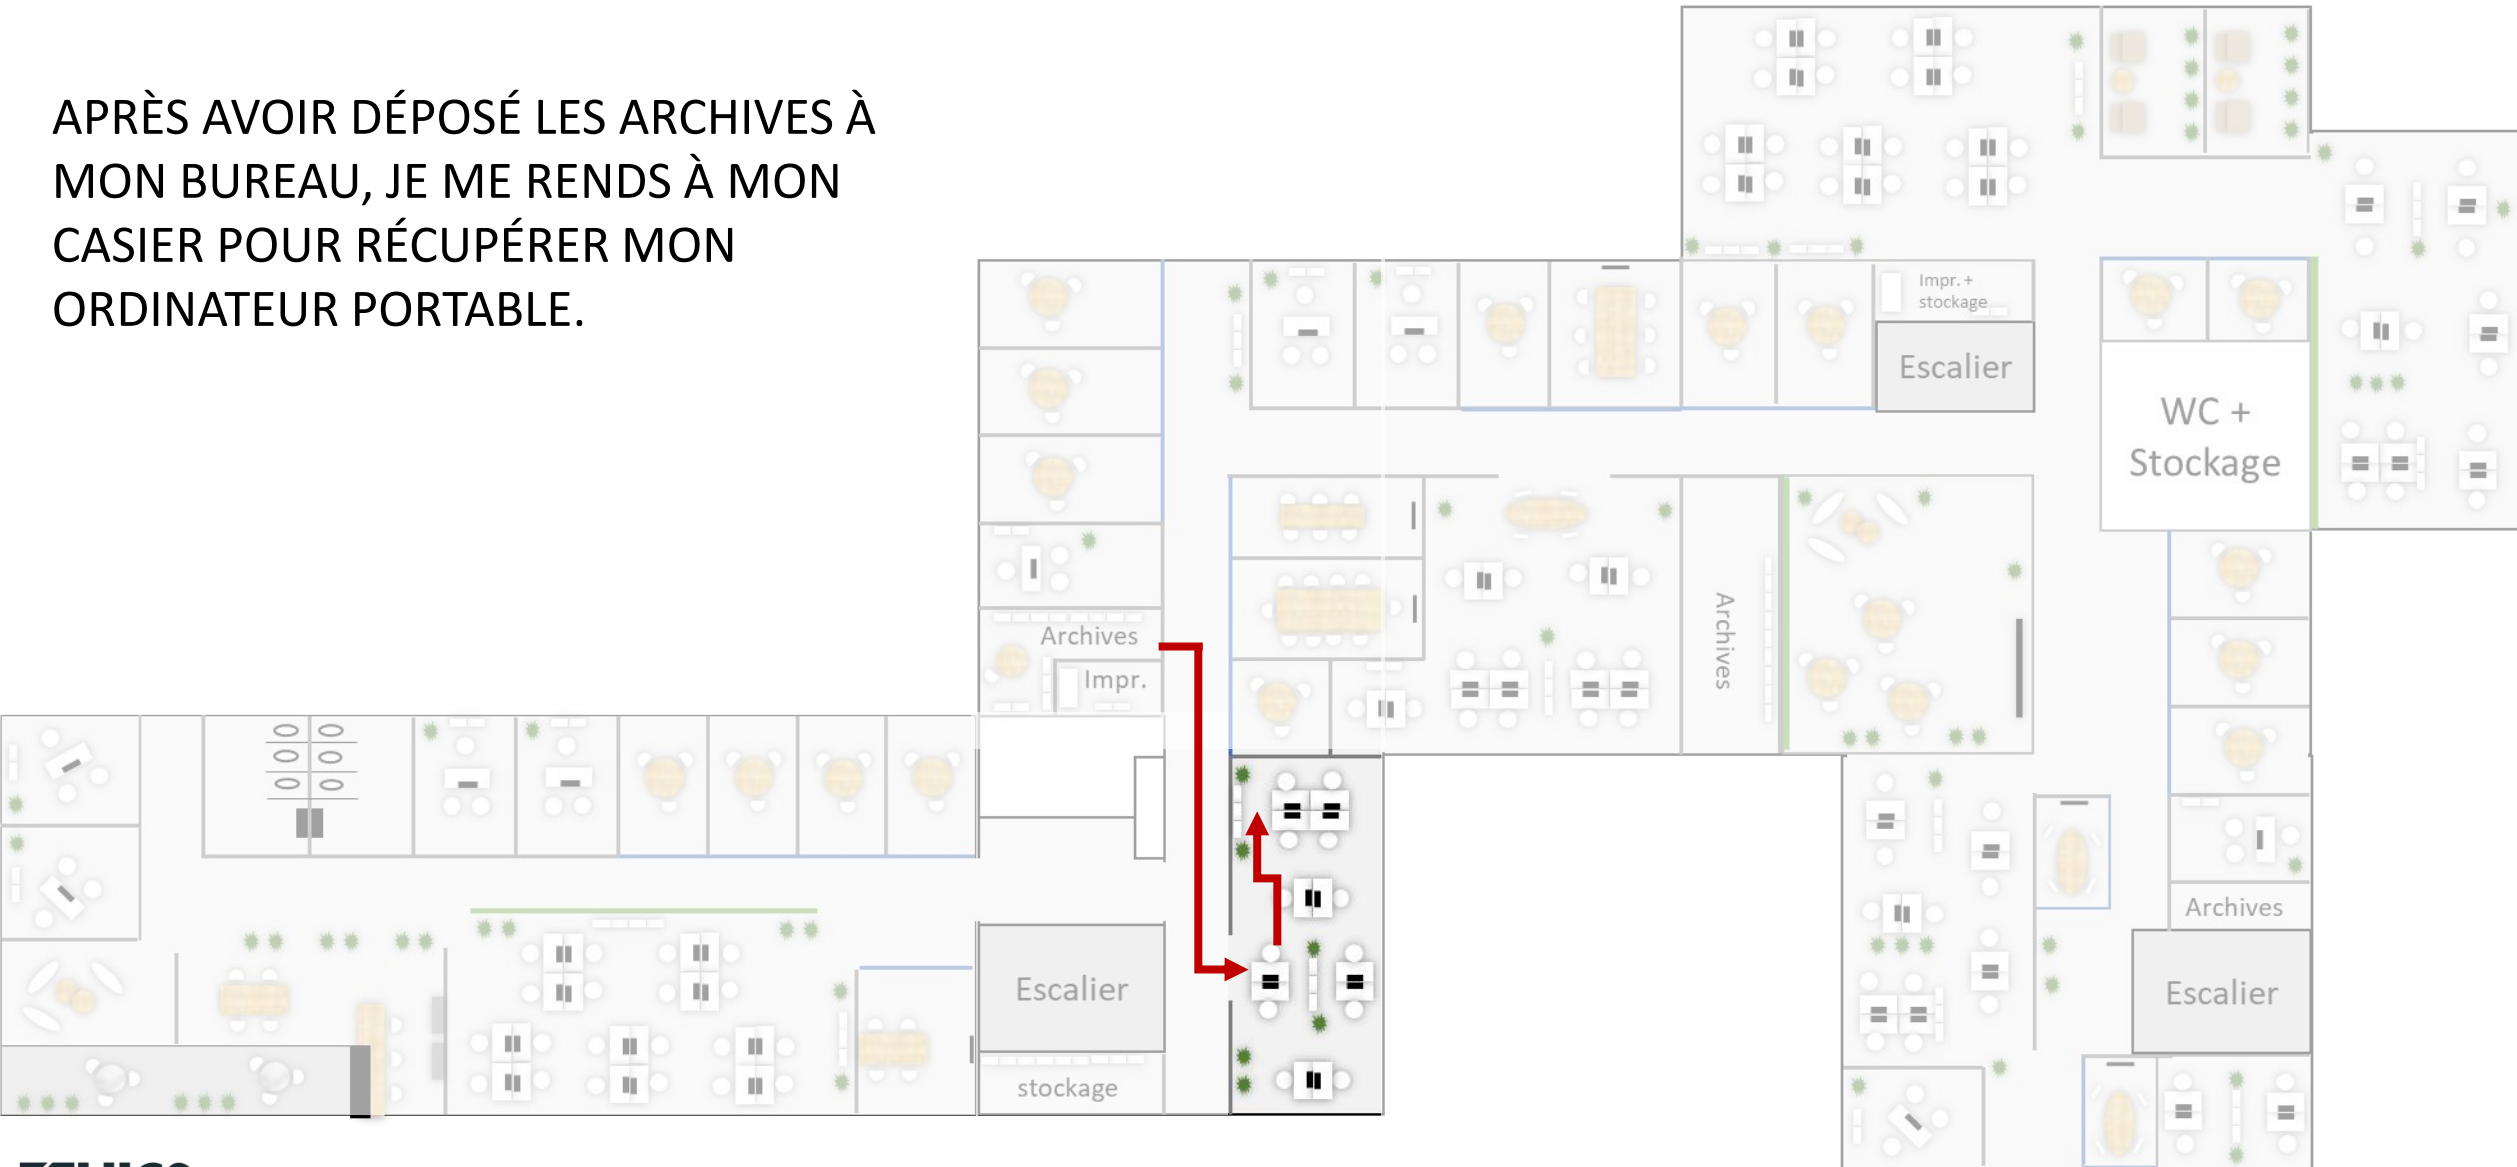 APRÈS AVOIR DÉPOSÉ LES ARCHIVES À
MON BUREAU, JE ME RENDS À MON
CASIER POUR RÉCUPÉRER MON
ORDINATEUR PORTABLE.
Impr. +
stockage
Escalier
WC +
Stockage
Archives
Impr.
Archives
Archives
Escalier
Escalier
stockage